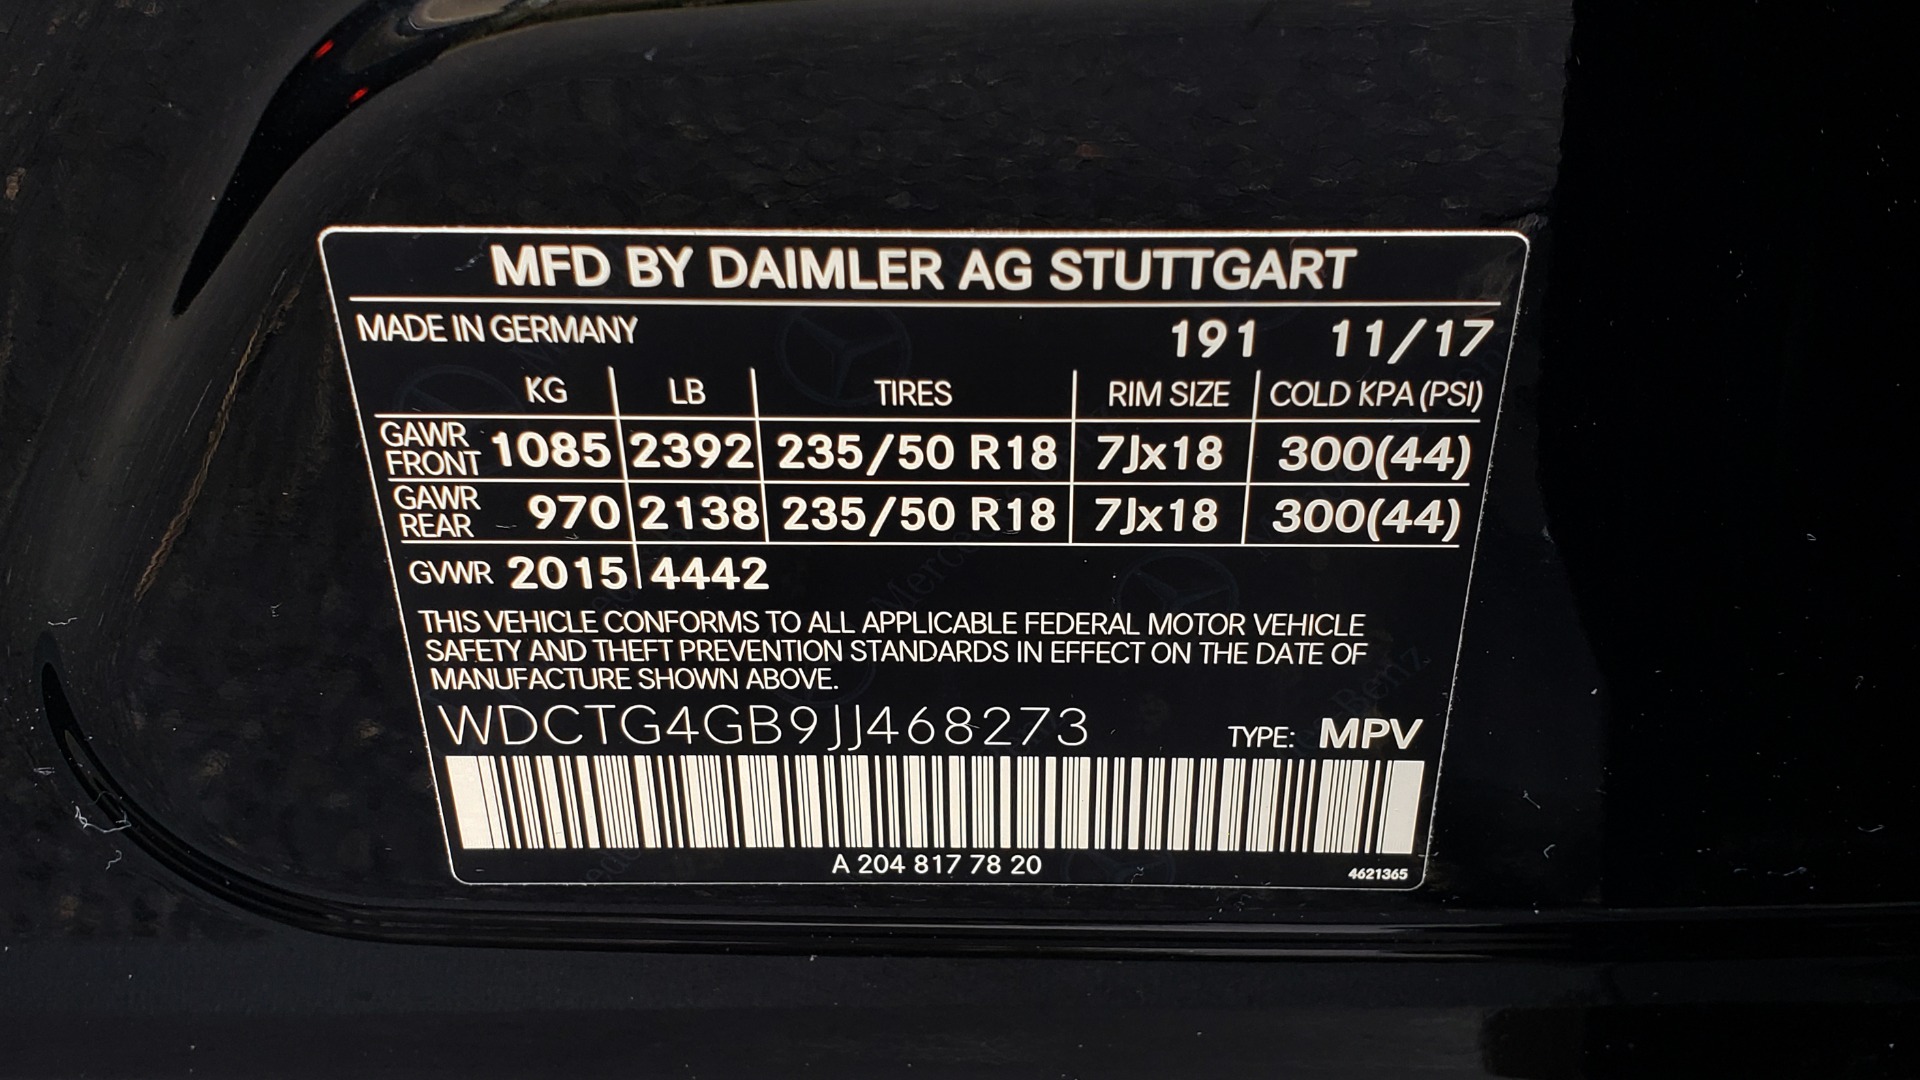 MFD BY DAIMLER AG STUTTGART
MADE IN GERMANY 191 11/17
KG LB TIRES RIM SIZE COLD KPA (PSI)
GAWR FRONT 1085 2392 235/50 R18 7Jx18 300(44)
GAWR REAR 970 2138 235/50 R18 7Jx18 300(44)
GVWR 2015 4442
THIS VEHICLE CONFORMS TO ALL APPLICABLE FEDERAL MOTOR VEHICLE
SAFETY AND THEFT PREVENTION STANDARDS IN EFFECT ON THE DATE OF
MANUFACTURE SHOWN ABOVE.
WDCTG4GB9JJ468273 TYPE: MPV
A 204 817 78 20 4621365